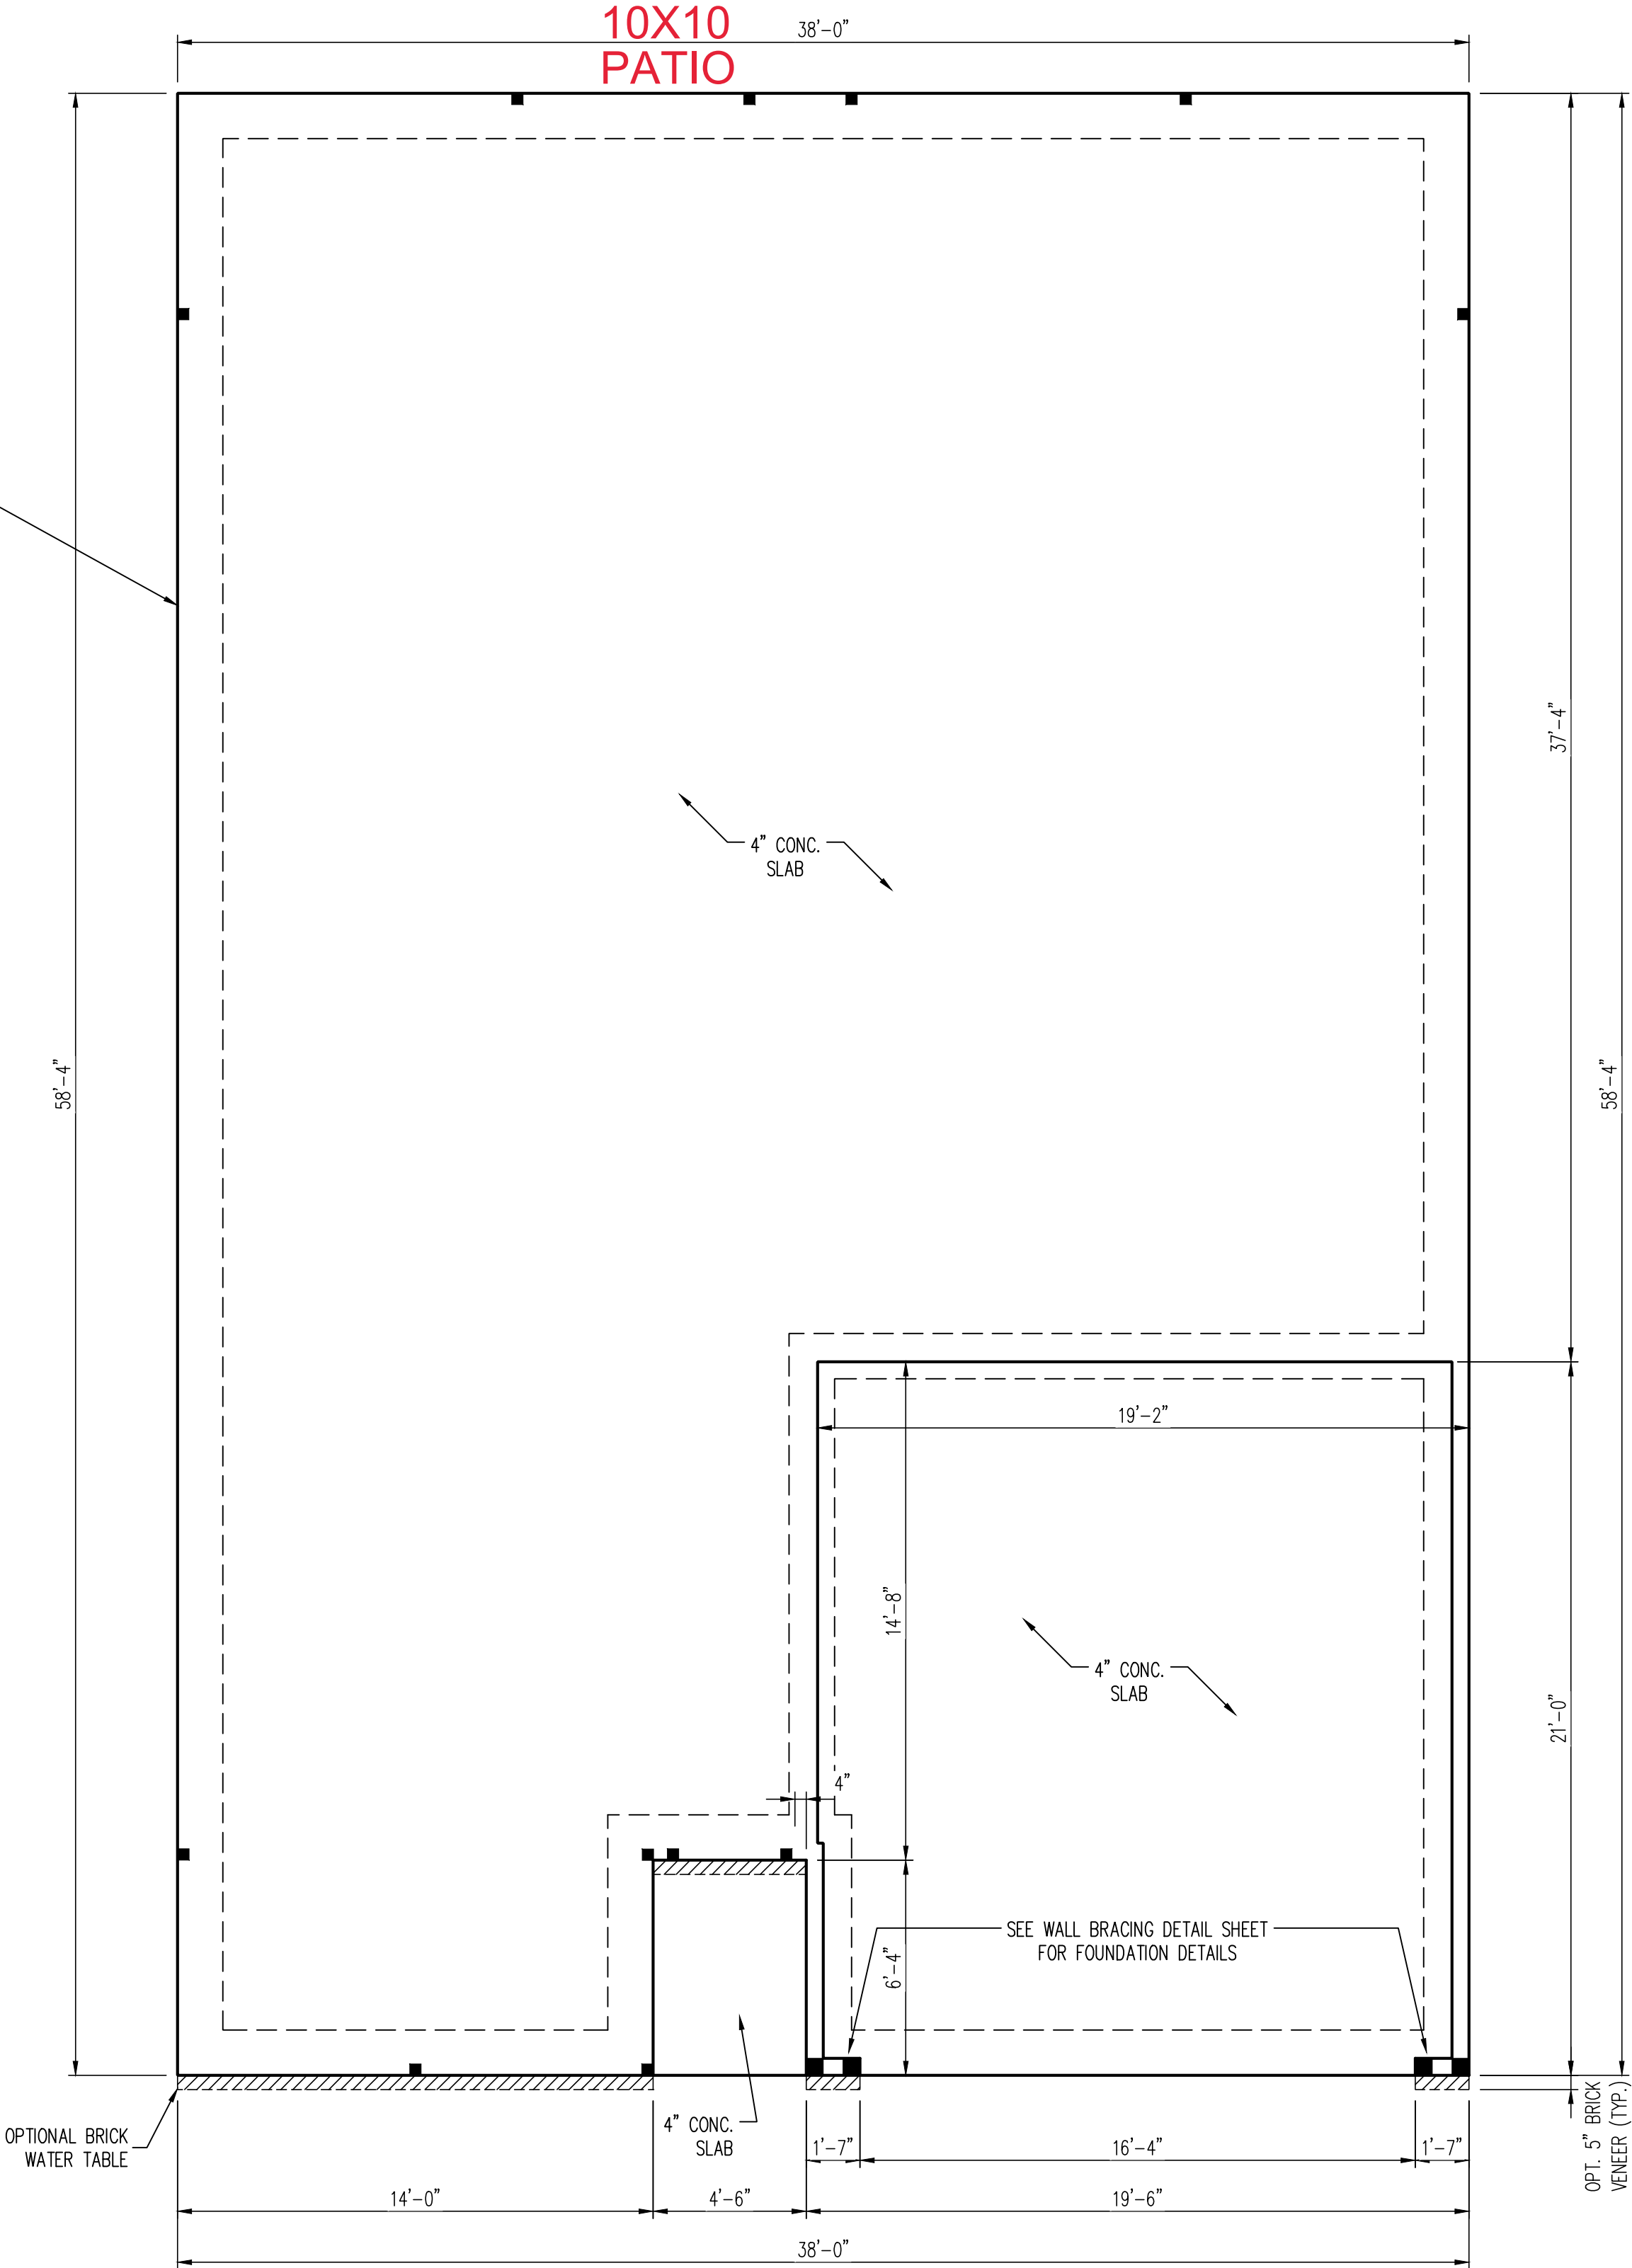 10X10
PATIO
38'-0"
37'-4"
4" CONC.
SLAB
58'-4"
58'-4"
19'-2"
14'-8"
4" CONC.
SLAB
21'-0"
4"
SEE WALL BRACING DETAIL SHEET
FOR FOUNDATION DETAILS
6'-4"
OPTIONAL BRICK
WATER TABLE
4" CONC.
SLAB
1'-7"
16'-4"
1'-7"
OPT. 5" BRICK
VENEER (TYP.)
14'-0"
4'-6"
19'-6"
38'-0"